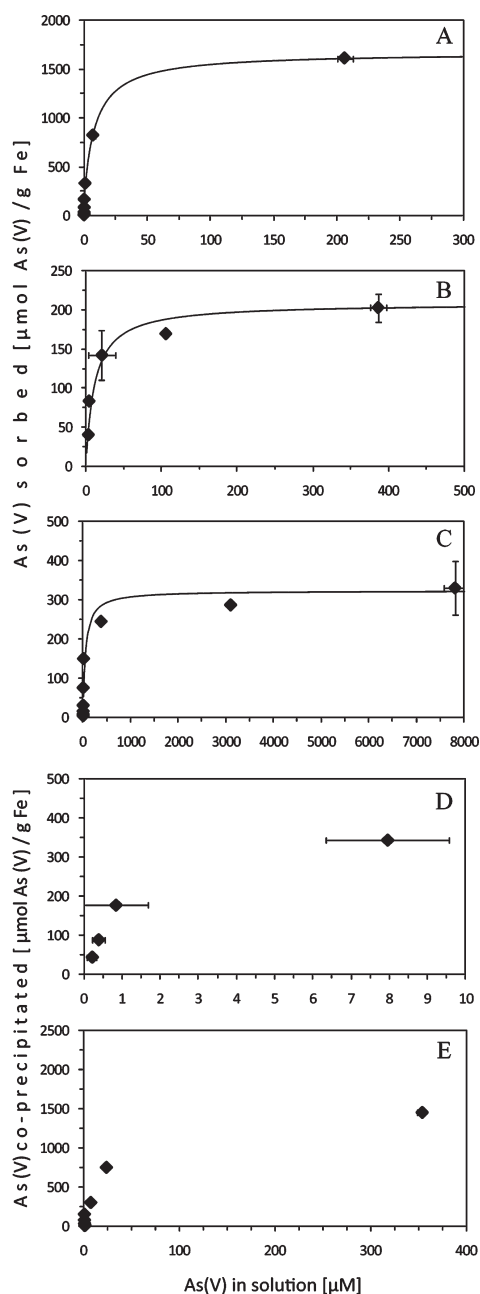 As(V) sorbed [µmol As(V)/g Fe]
A
2000
1500
1000
500
0
0 50 100 150 200 250 300
B
250
200
150
100
50
0
0 100 200 300 400 500
C
500
400
300
200
100
0
0 1000 2000 3000 4000 5000 6000 7000 8000
As(V)co-precipitated [µmol As(V)/gFe]
D
500
400
300
200
100
0
0 1 2 3 4 5 6 7 8 9 10
E
2500
2000
1500
1000
500
0
0 100 200 300 400
As(V) in solution [µM]